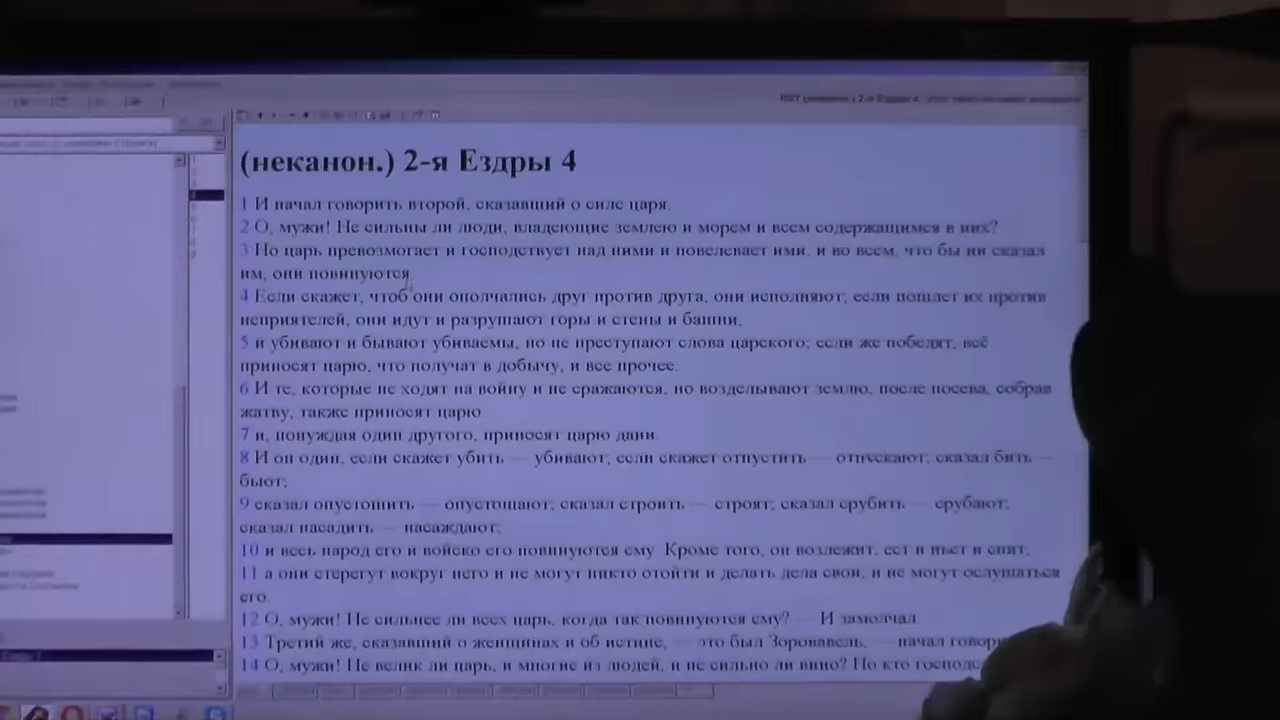 (неканон.) 2-я Ездры 4
1 И начал говорить второй, сказавший о силе царя.
2 О, мужи! Не сильны ли люди, владеющие землею и морем и всем содержащимся в них?
3 Но царь превозмогает и господствует над ними и повелевает ими, и во всем, что бы ни сказал
им, они повинуются.
4 Если скажет, чтоб они ополчались друг против друга, они исполняют; если пошлет их против
неприятелей, они идут и разрушают горы и стены и башни,
5 и убивают и бывают убиваемы, но не преступают слова царского; если же победят, всё
приносят царю, что получат в добычу, и все прочее.
6 И те, которые не ходят на войну и не сражаются, но возделывают землю, после посева, собрав
жатву, также приносят царю
7 и, понуждая один другого, приносят царю дани.
8 И он один, если скажет убить — убивают; если скажет отпустить — отпускают; сказал бить —
бьют;
9 сказал опустошить — опустошают; сказал строить — строят; сказал срубить — срубают;
сказал насадить — насаждают;
10 и весь народ его и войско его повинуются ему. Кроме того, он возлежит, ест и пьет и спит,
11 а они стерегут вокруг него и не могут никто отойти и делать дела свои, и не могут ослушаться
его.
12 О, мужи! Не сильнее ли всех царь, когда так повинуются ему? — И замолчал.
13 Третий же, сказавший о женщинах и об истине, — это был Зоровавель, — начал
14 О, мужи! Не велик ли царь, и многие из людей, и не сильно ли вино? Но кто